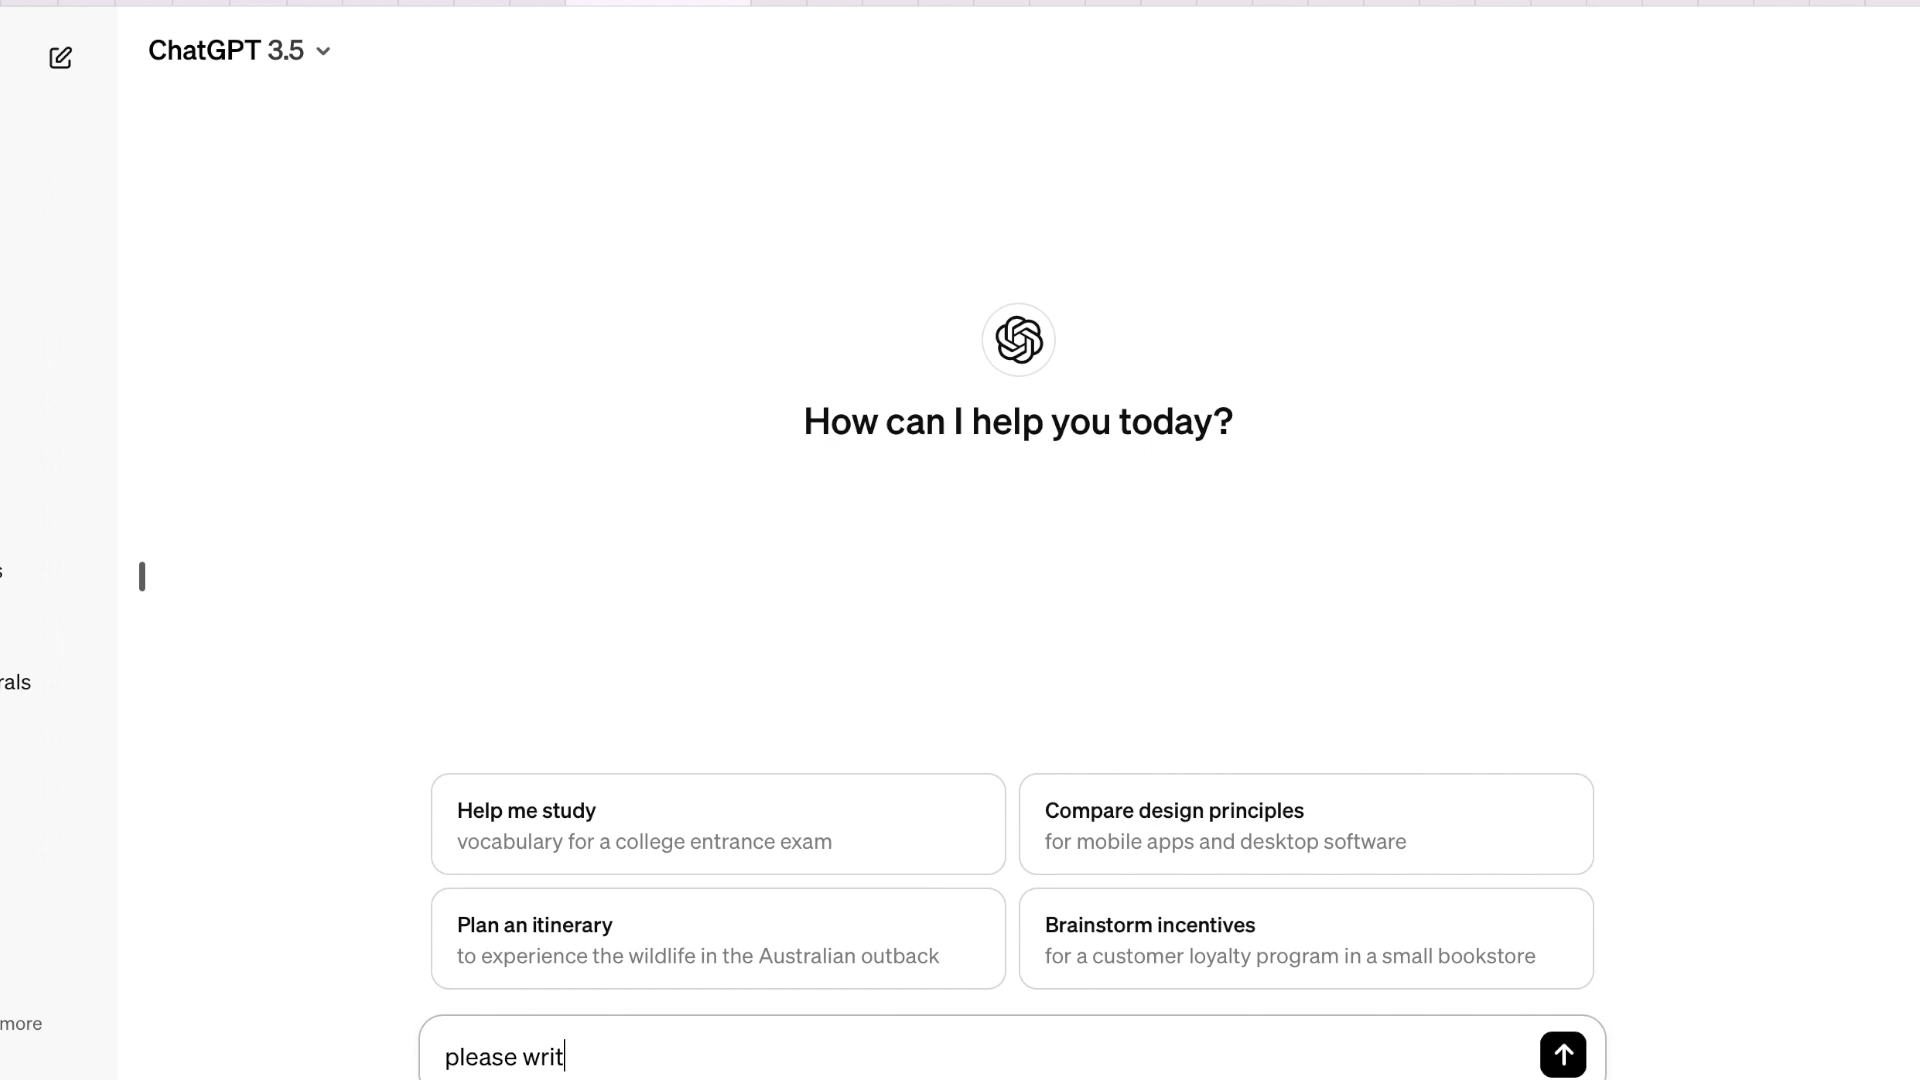 ChatGPT 3.5
How can I help you today?
s
rals
Help me study
vocabulary for a college entrance exam
Compare design principles
for mobile apps and desktop software
Plan an itinerary
to experience the wildlife in the Australian outback
Brainstorm incentives
for a customer loyalty program in a small bookstore
more
please writ